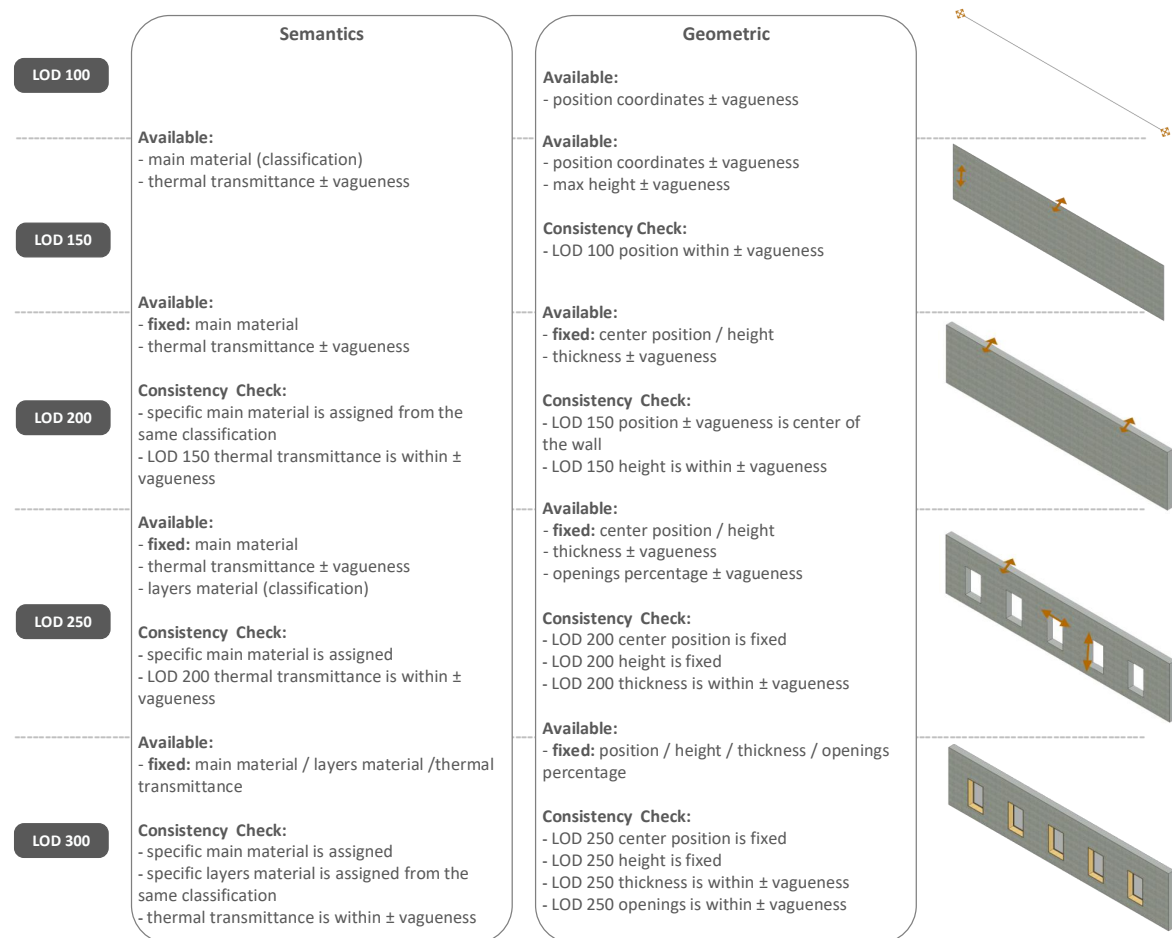 Semantics
Geometric
LOD 100
Available:
- position coordinates ± vagueness
LOD 150
Available:
- main material (classification)
- thermal transmittance ± vagueness
Available:
- position coordinates ± vagueness
- max height ± vagueness
Consistency Check:
- LOD 100 position within ± vagueness
LOD 200
Available:
- fixed: main material
- thermal transmittance ± vagueness
Consistency Check:
- specific main material is assigned from the
same classification
- LOD 150 thermal transmittance is within ±
vagueness
Available:
- fixed: center position / height
- thickness ± vagueness
Consistency Check:
- LOD 150 position ± vagueness is center of
the wall
- LOD 150 height is within ± vagueness
LOD 250
Available:
- fixed: main material
- thermal transmittance ± vagueness
- layers material (classification)
Consistency Check:
- specific main material is assigned
- LOD 200 thermal transmittance is within ±
vagueness
Available:
- fixed: center position / height
- thickness ± vagueness
- openings percentage ± vagueness
Consistency Check:
- LOD 200 center position is fixed
- LOD 200 height is fixed
- LOD 200 thickness is within ± vagueness
LOD 300
Available:
- fixed: main material / layers material /thermal
transmittance
Consistency Check:
- specific main material is assigned
- specific layers material is assigned from the
same classification
- thermal transmittance is within ± vagueness
Available:
- fixed: position / height / thickness / openings
percentage
Consistency Check:
- LOD 250 center position is fixed
- LOD 250 height is fixed
- LOD 250 thickness is within ± vagueness
- LOD 250 openings is within ± vagueness